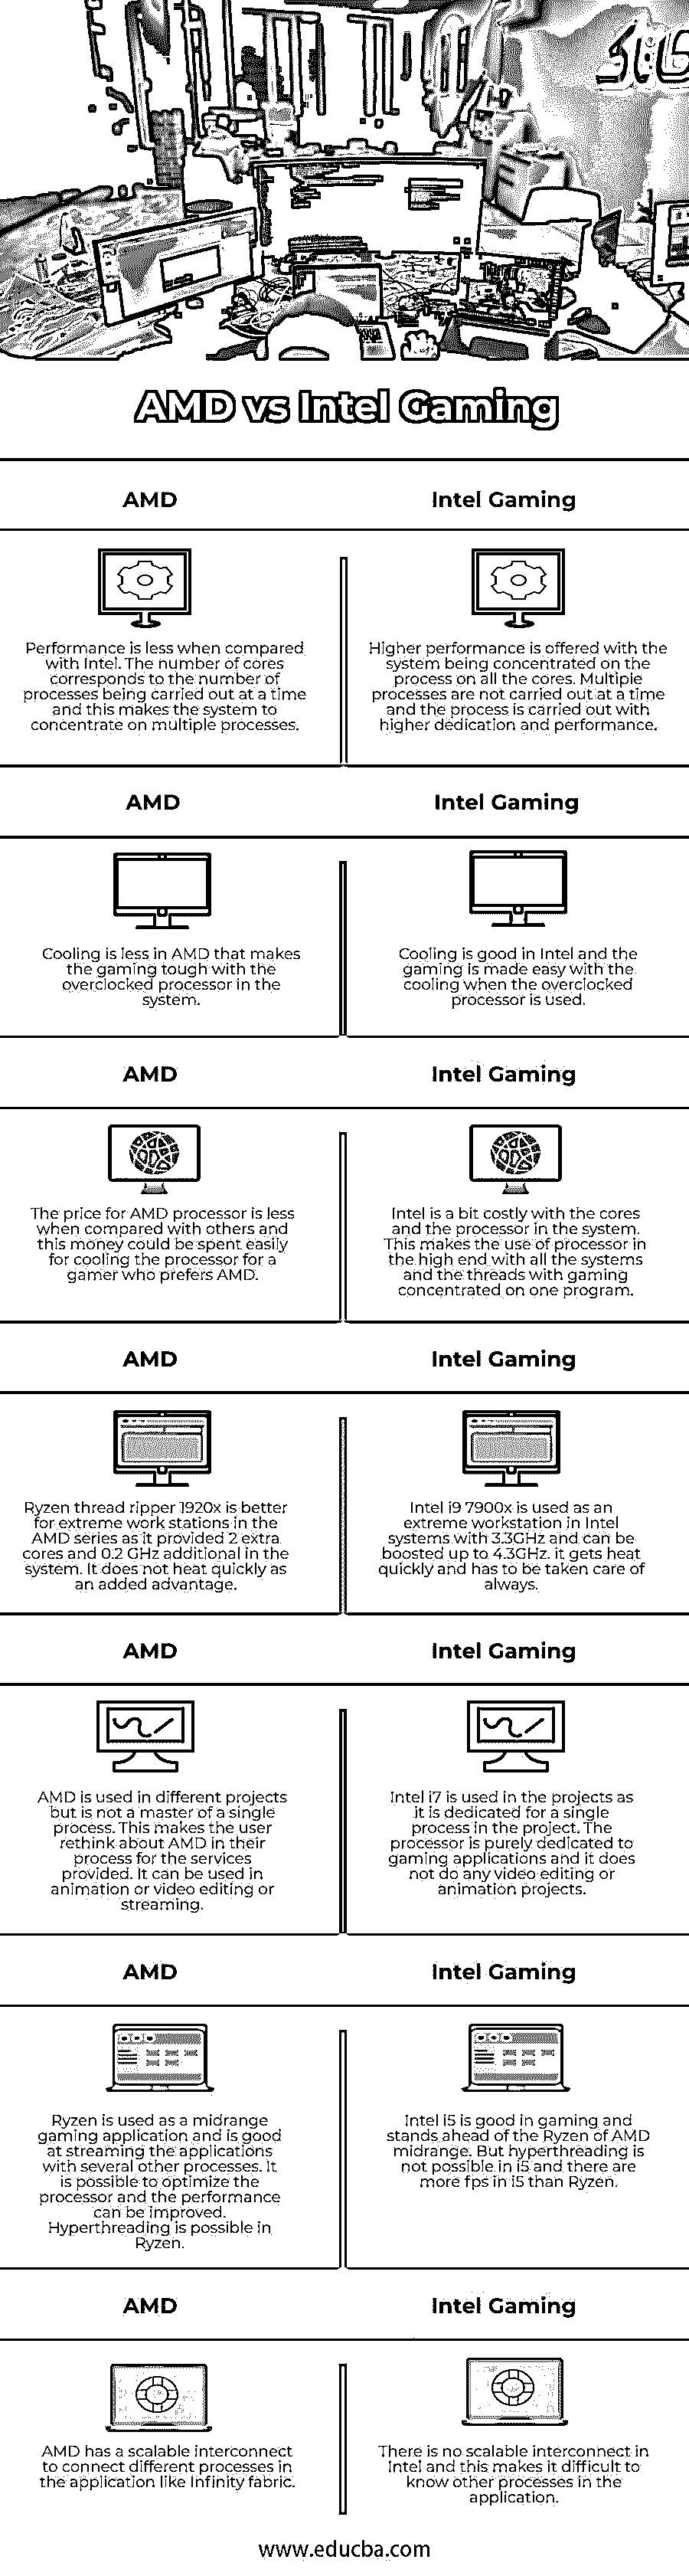 AMD vs Intel Gaming
AMD
Intel Gaming
Performance is less when compared
with Intel. The number of cores
corresponds to the number of
processes being carried out at a time
and this makes the system to
concentrate on multiple processes.
Higher performance is offered with the
system being concentrated on the
process on all the cores. Multiple
processes are not carried out at a time
and the process is carried out with
higher dedication and performance.
AMD
Intel Gaming
Cooling is less in AMD that makes
the gaming tough with the
overclocked processor in the
system.
Cooling is good in Intel and the
gaming is made easy with the
cooling when the overclocked
processor is used.
AMD
Intel Gaming
The price for AMD processor is less
when compared with others and
this money could be spent easily
for cooling the processor for a
gamer who prefers AMD.
Intel is a bit costly with the cores
and the processor in the system.
This makes the use of processor in
the high end with all the systems
and the threads with gaming
concentrated on one program.
AMD
Intel Gaming
Ryzen thread ripper 1920x is better
for extreme work stations in the
AMD series as it provided 2 extra
cores and 0.2 GHz additional in the
system. It does not heat quickly as
an added advantage.
Intel i9 7900x is used as an
extreme workstation in Intel
systems with 3.3GHz and can be
boosted up to 4.3GHz. it gets heat
quickly and has to be taken care of
always.
AMD
Intel Gaming
AMD is used in different projects
but is not a master of a single
process. This makes the user
rethink about AMD in their
process for the services
provided. It can be used in
animation or video editing or
streaming.
Intel i7 is used in the projects as
it is dedicated for a single
process in the project. The
processor is purely dedicated to
gaming applications and it does
not do any video editing or
animation projects.
AMD
Intel Gaming
Ryzen is used as a midrange
gaming application and is good
at streaming the applications
with several other processes. It
is possible to optimize the
processor and the performance
can be improved.
Hyperthreading is possible in
Ryzen.
Intel i5 is good in gaming and
stands ahead of the Ryzen of AMD
midrange. But hyperthreading is
not possible in i5 and there are
more fps in i5 than Ryzen.
AMD
Intel Gaming
AMD has a scalable interconnect
to connect different processes in
the application like Infinity fabric.
There is no scalable interconnect in
Intel and this makes it difficult to
know other processes in the
application.
www.educba.com